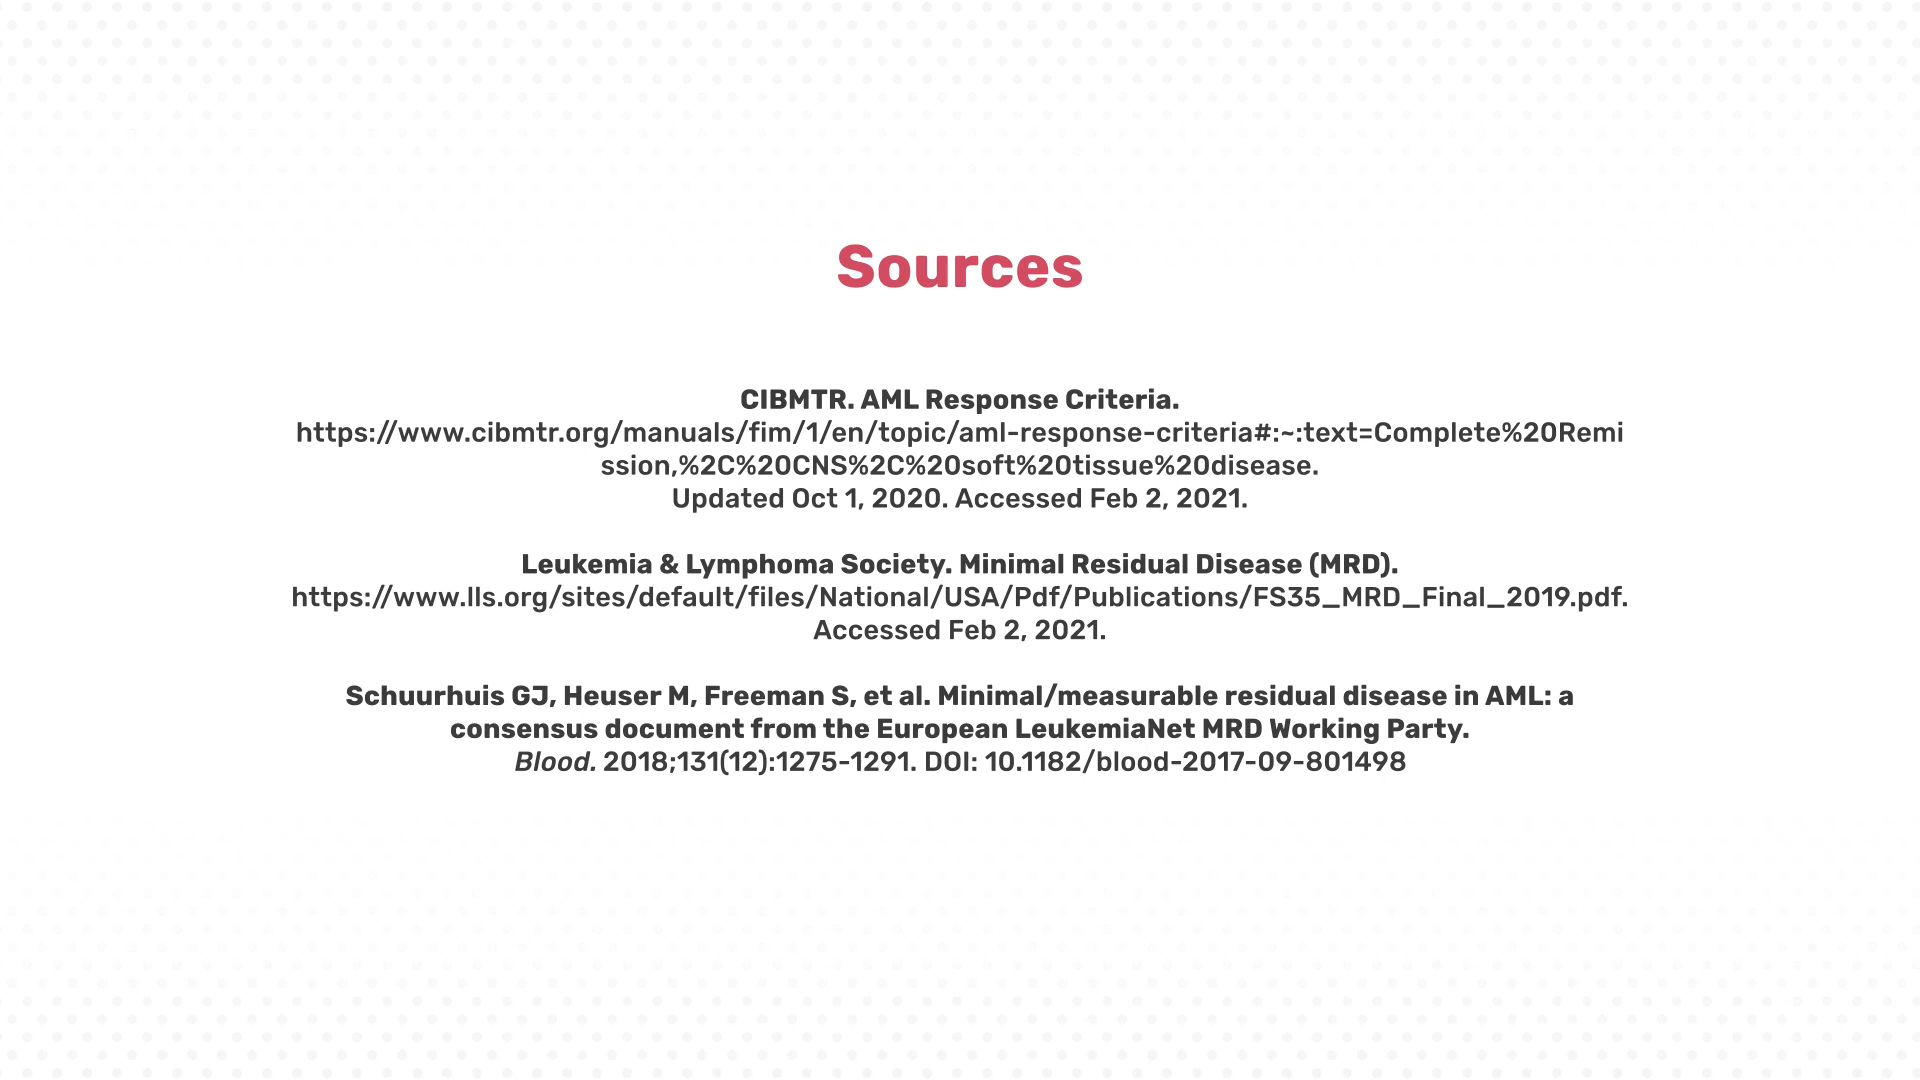 Sources
CIBMTR. AML Response Criteria.
https://www.cibmtr.org/manuals/fim/1/en/topic/aml-response-criteria#:~:text=Complete%20Remi
ssion,%2C%20CNS%2C%20soft%20tissue%20disease.
Updated Oct 1, 2020. Accessed Feb 2, 2021.
Leukemia & Lymphoma Society. Minimal Residual Disease (MRD).
https://www.lls.org/sites/default/files/National/USA/Pdf/Publications/FS35_MRD_Final_2019.pdf.
Accessed Feb 2, 2021.
Schuurhuis GJ, Heuser M, Freeman S, et al. Minimal/measurable residual disease in AML: a
consensus document from the European LeukemiaNet MRD Working Party.
Blood. 2018;131(12):1275-1291. DOI: 10.1182/blood-2017-09-801498